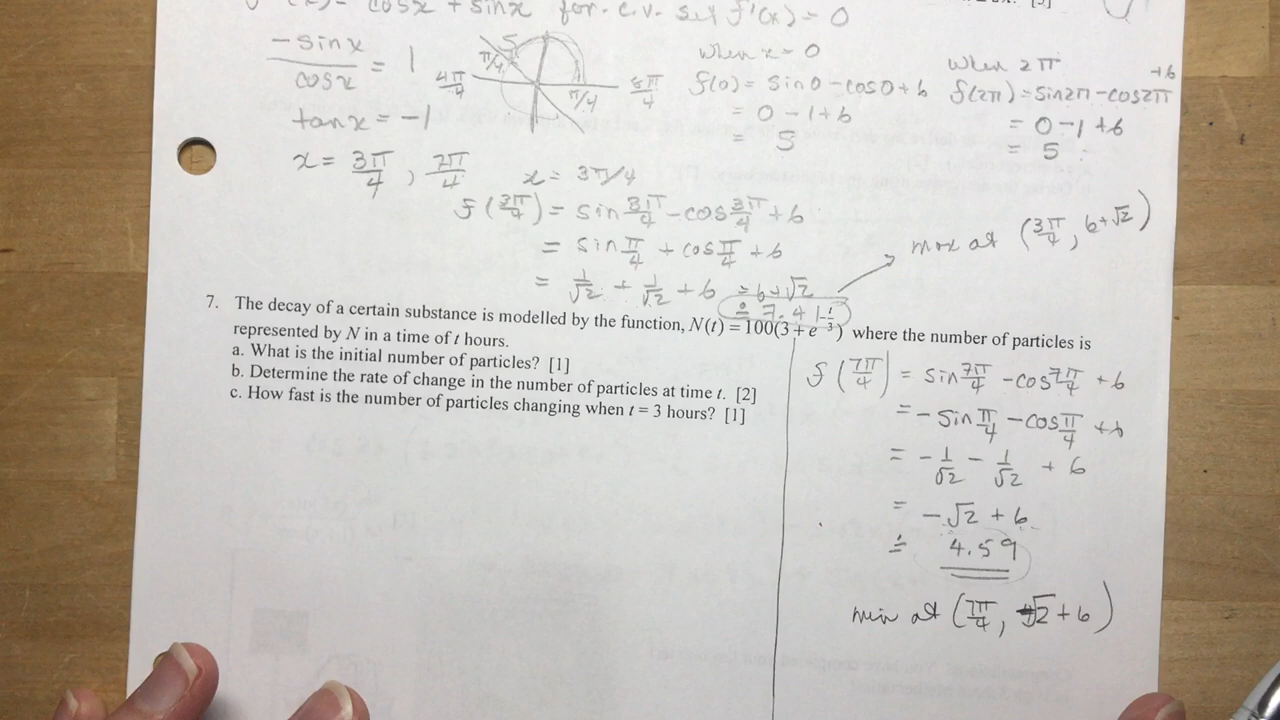 cosx + sinx for. c.v. set f'(x) = 0
-sinx/cosx = 1
tanx = -1
x = 3π/4, 7π/4
π/4
π/4
when x = 0
f(0) = sin0 - cos0 + 6
= 0 - 1 + 6
= 5
when 2π
f(2π) = sin2π - cos2π + 6
= 0 - 1 + 6
= 5
x = 3π/4
f(3π/4) = sin 3π/4 - cos 3π/4 + 6
= sin π/4 + cos π/4 + 6
= 1/√2 + 1/√2 + 6 = 6 + √2
≐ 7.41
max at (3π/4, 6+√2)
7. The decay of a certain substance is modelled by the function, N(t) = 100(3 + e^(-t/3)) where the number of particles is
represented by N in a time of t hours.
a. What is the initial number of particles? [1]
b. Determine the rate of change in the number of particles at time t. [2]
c. How fast is the number of particles changing when t = 3 hours? [1]
f(7π/4) = sin 7π/4 - cos 7π/4 + 6
= -sin π/4 - cos π/4 + 6
= -1/√2 - 1/√2 + 6
= -√2 + 6
≐ 4.59
min at (7π/4, -√2 + 6)